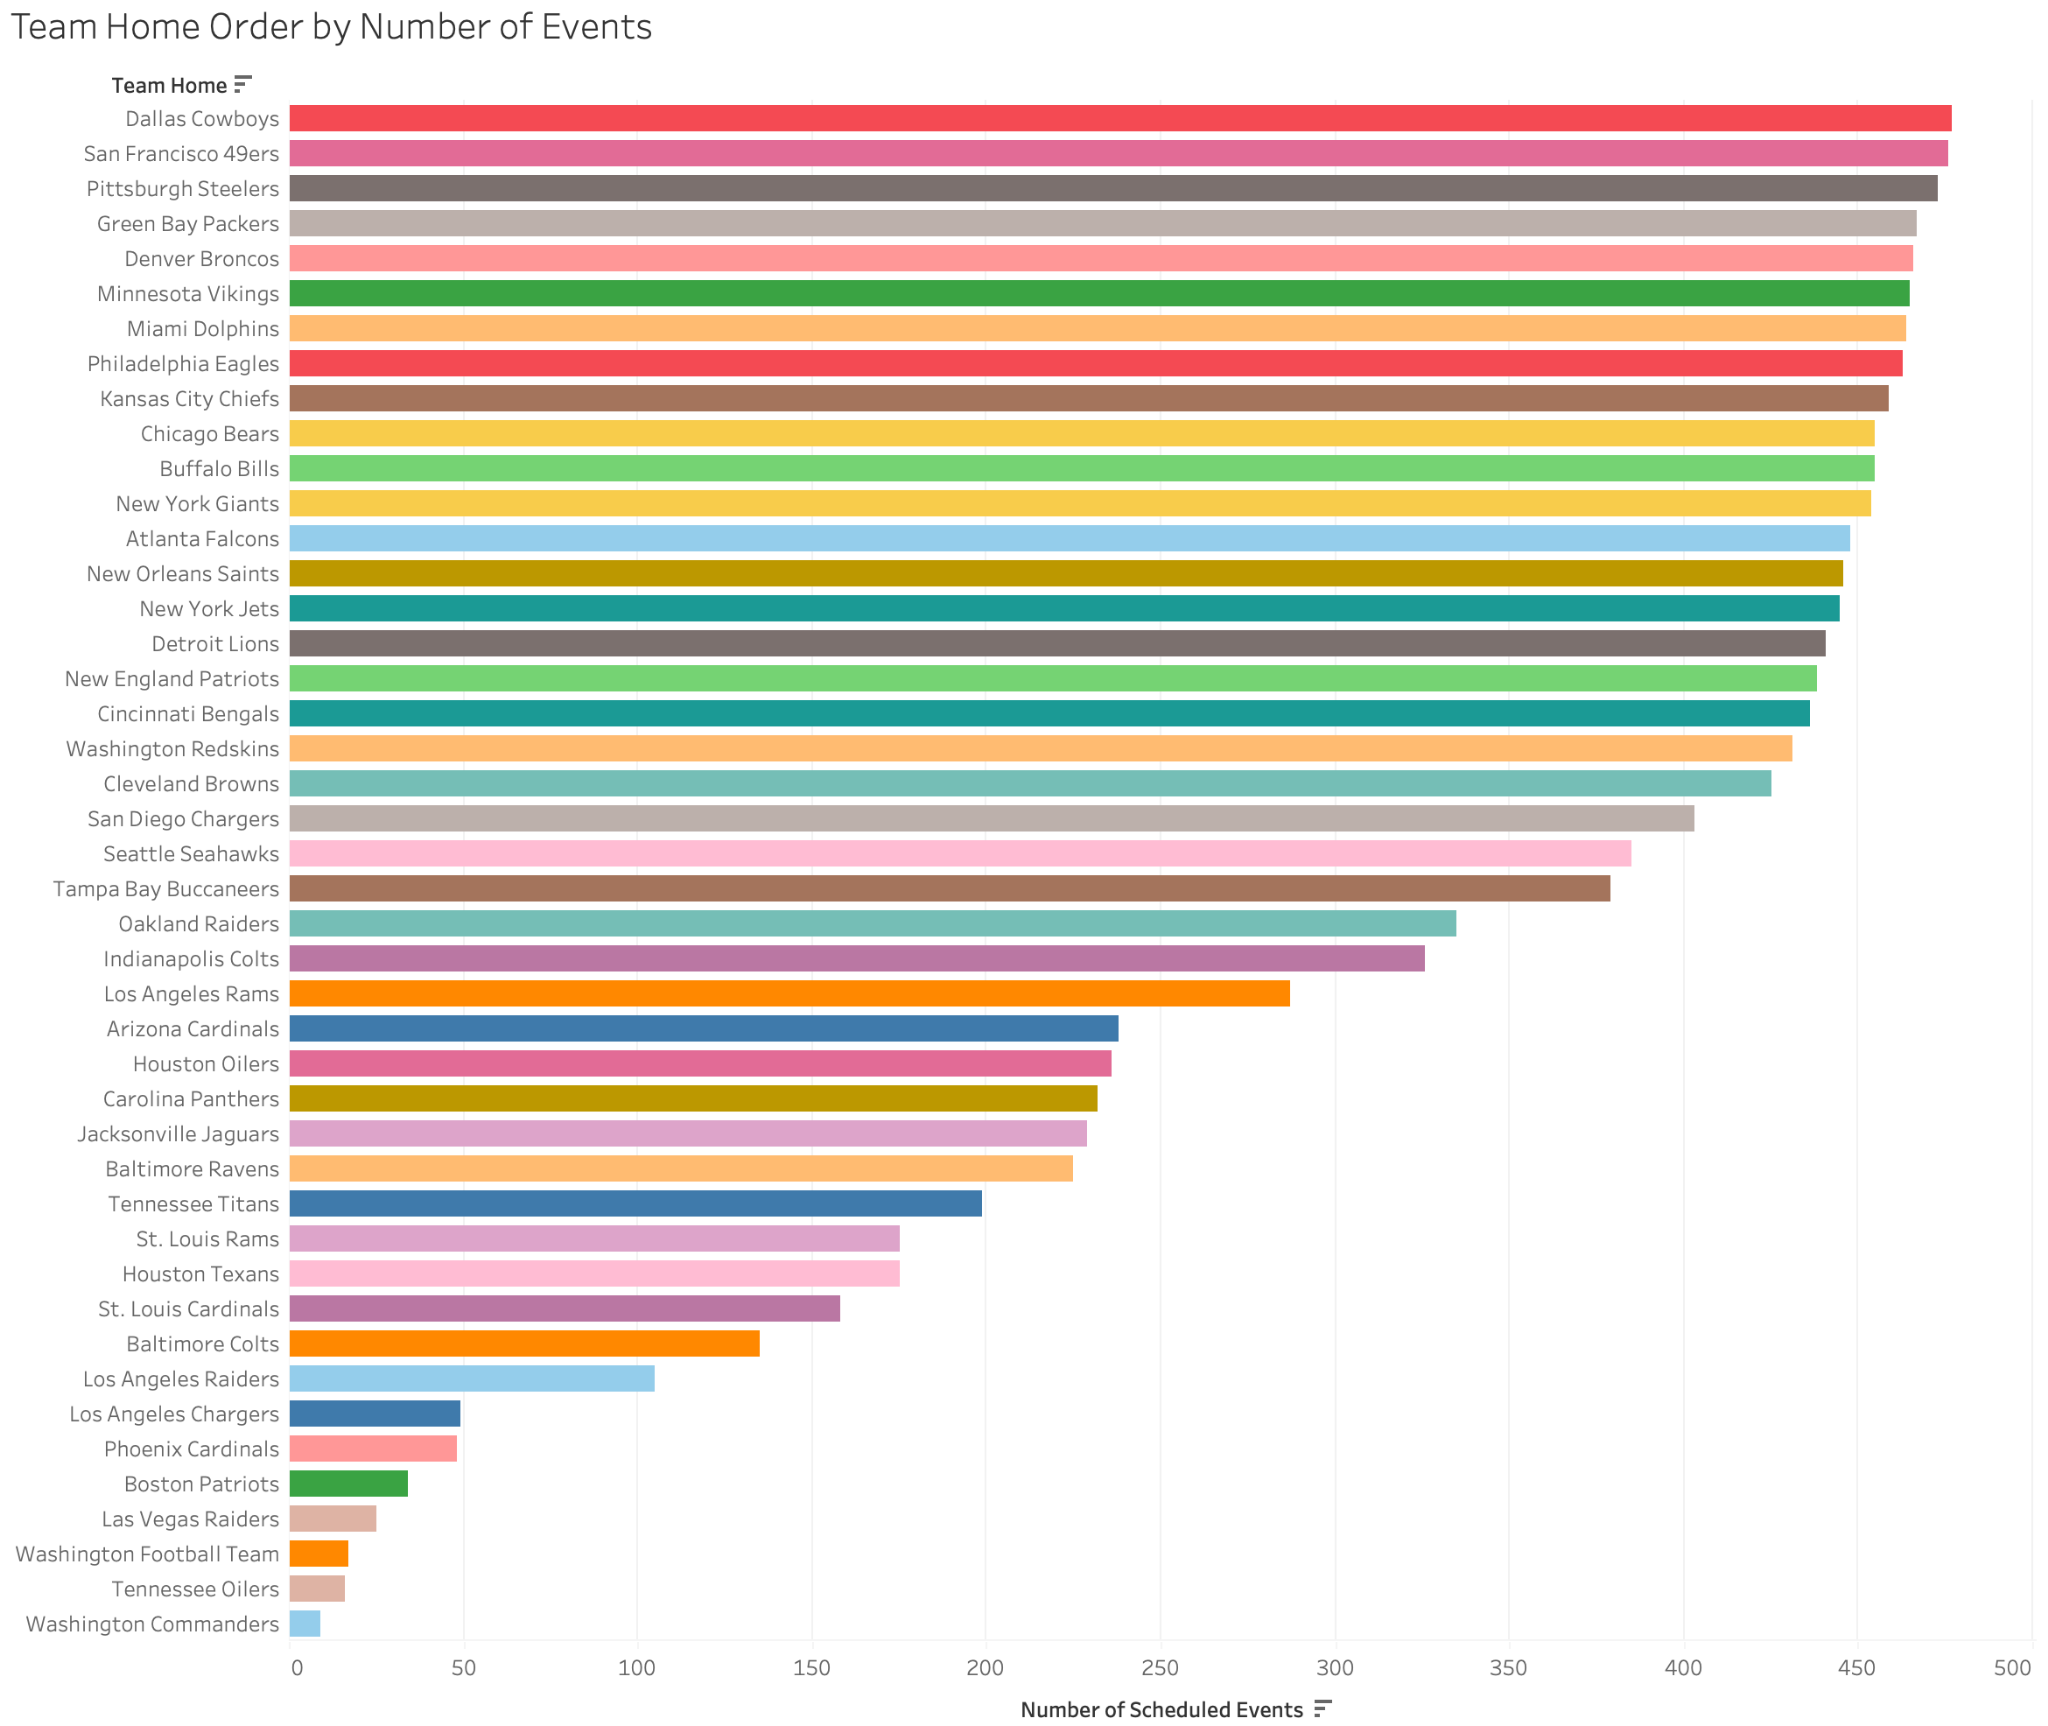 Team Home Order by Number of Events
Team Home
Dallas Cowboys
San Francisco 49ers
Pittsburgh Steelers
Green Bay Packers
Denver Broncos
Minnesota Vikings
Miami Dolphins
Philadelphia Eagles
Kansas City Chiefs
Chicago Bears
Buffalo Bills
New York Giants
Atlanta Falcons
New Orleans Saints
New York Jets
Detroit Lions
New England Patriots
Cincinnati Bengals
Washington Redskins
Cleveland Browns
San Diego Chargers
Seattle Seahawks
Tampa Bay Buccaneers
Oakland Raiders
Indianapolis Colts
Los Angeles Rams
Arizona Cardinals
Houston Oilers
Carolina Panthers
Jacksonville Jaguars
Baltimore Ravens
Tennessee Titans
St. Louis Rams
Houston Texans
St. Louis Cardinals
Baltimore Colts
Los Angeles Raiders
Los Angeles Chargers
Phoenix Cardinals
Boston Patriots
Las Vegas Raiders
Washington Football Team
Tennessee Oilers
Washington Commanders
0 50 100 150 200 250 300 350 400 450 500
Number of Scheduled Events